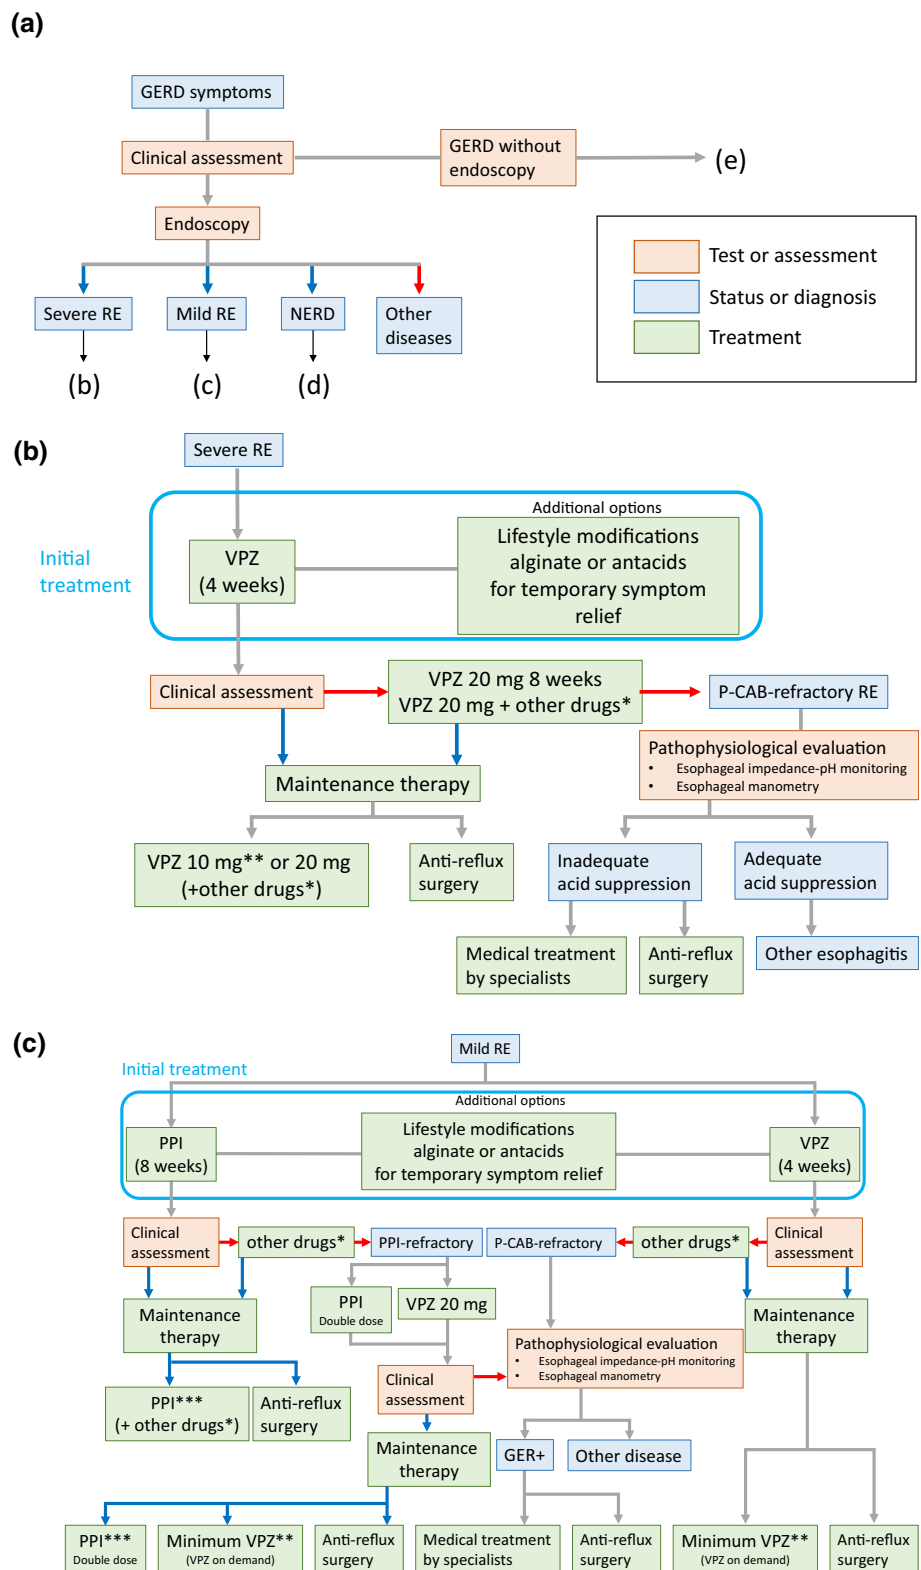 (a)
GERD symptoms
Clinical assessment
GERD without
endoscopy
(e)
Endoscopy
Test or assessment
Status or diagnosis
Treatment
Severe RE
Mild RE
NERD
Other
diseases
(b)
(c)
(d)
(b)
Severe RE
Initial
treatment
Additional options
VPZ
(4 weeks)
Lifestyle modifications
alginate or antacids
for temporary symptom
relief
Clinical assessment
VPZ 20 mg 8 weeks
VPZ 20 mg + other drugs*
P-CAB-refractory RE
Pathophysiological evaluation
• Esophageal impedance-pH monitoring
• Esophageal manometry
Maintenance therapy
VPZ 10 mg** or 20 mg
(+other drugs*)
Anti-reflux
surgery
Inadequate
acid suppression
Adequate
acid suppression
Medical treatment
by specialists
Anti-reflux
surgery
Other esophagitis
(c)
Mild RE
Initial treatment
Additional options
PPI
(8 weeks)
Lifestyle modifications
alginate or antacids
for temporary symptom relief
VPZ
(4 weeks)
Clinical
assessment
other drugs*
PPI-refractory
P-CAB-refractory
other drugs*
Clinical
assessment
Maintenance
therapy
PPI
Double dose
VPZ 20 mg
Maintenance
therapy
Pathophysiological evaluation
• Esophageal impedance-pH monitoring
• Esophageal manometry
Clinical
assessment
PPI***
(+ other drugs*)
Anti-reflux
surgery
Maintenance
therapy
GER+
Other disease
PPI***
Double dose
Minimum VPZ**
(VPZ on demand)
Anti-reflux
surgery
Medical treatment
by specialists
Anti-reflux
surgery
Minimum VPZ**
(VPZ on demand)
Anti-reflux
surgery